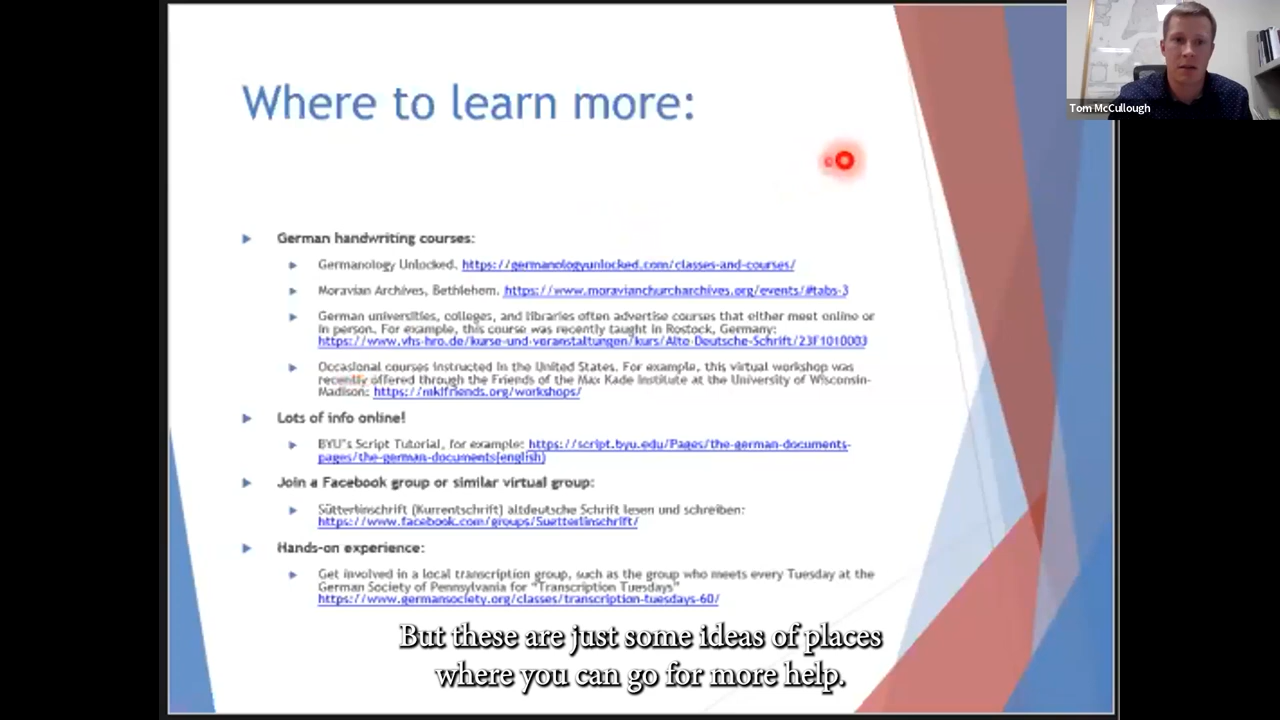 Where to learn more:
Tom McCullough
German handwriting courses:
Germanology Unlocked. https://germanologyunlocked.com/classes-and-courses/
Moravian Archives, Bethlehem. https://www.moravianchurcharchives.org/events/#tabs-3
German universities, colleges, and libraries often advertise courses that either meet online or
in person. For example, this course was recently taught in Rostock, Germany:
https://www.vhs-hro.de/kurse-und-veranstaltungen/kurs/Alte-Deutsche-Schrift/23F1010003
Occasional courses instructed in the United States. For example, this virtual workshop was
recently offered through the Friends of the Max Kade Institute at the University of Wisconsin-
Madison: https://mkifriends.org/workshops/
Lots of info online!
BYU's Script Tutorial, for example: https://script.byu.edu/Pages/the-german-documents-
pages/the-german-documents(english)
Join a Facebook group or similar virtual group:
Sütterlinschrift (Kurrentschrift) altdeutsche Schrift lesen und schreiben:
https://www.facebook.com/groups/Suetterlinschrift/
Hands-on experience:
Get involved in a local transcription group, such as the group who meets every Tuesday at the
German Society of Pennsylvania for "Transcription Tuesdays"
https://www.germansociety.org/classes/transcription-tuesdays-60/
But these are just some ideas of places
where you can go for more help.